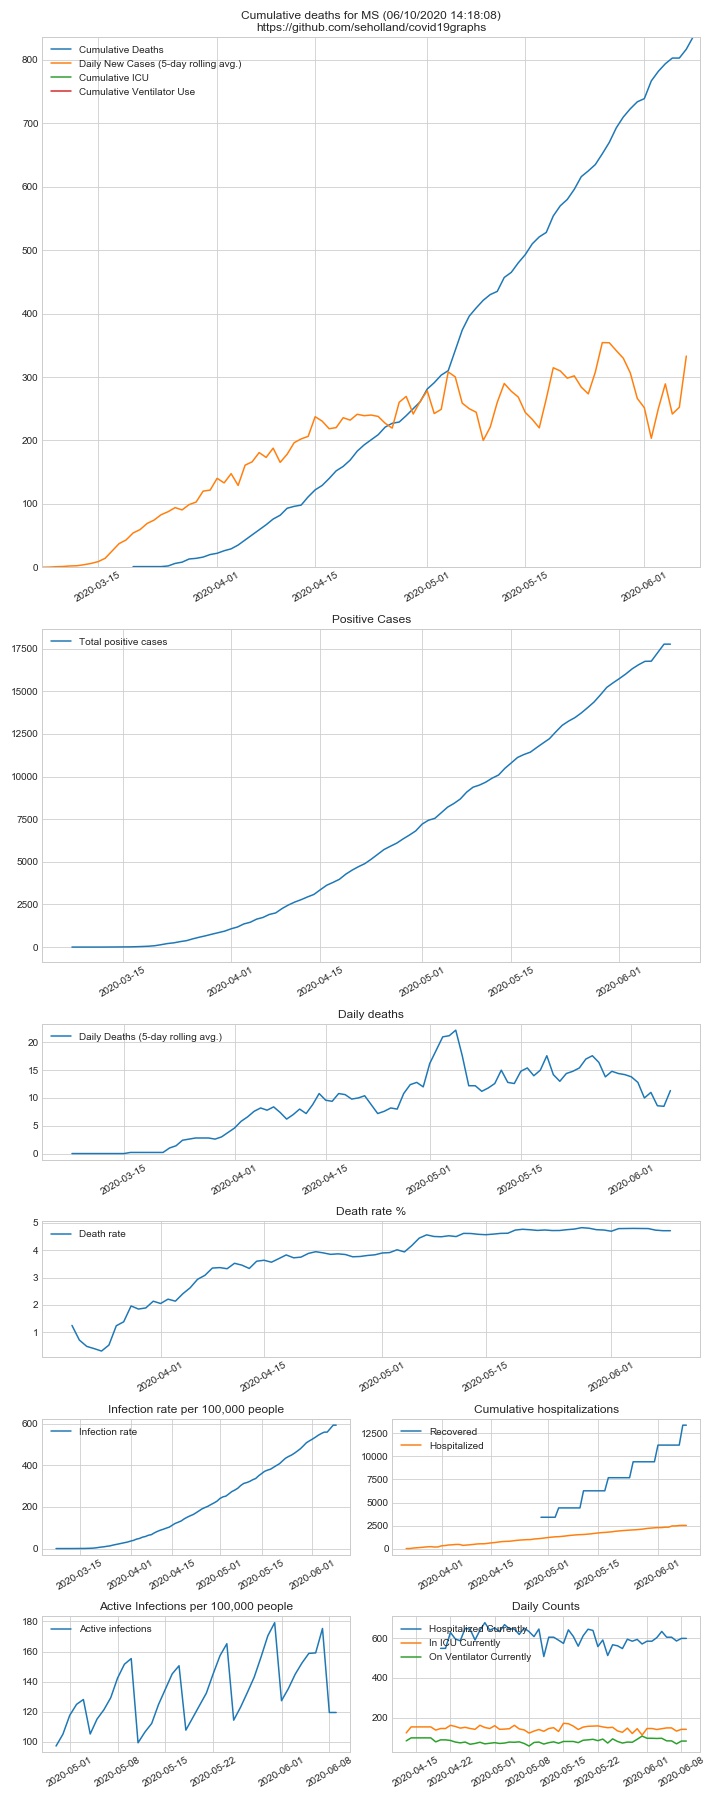 Cumulative deaths for MS (06/10/2020 14:18:08)
https://github.com/seholland/covid19graphs
Cumulative Deaths
Daily New Cases (5-day rolling avg.)
Cumulative ICU
Cumulative Ventilator Use
800
700
600
500
400
300
200
100
0
2020-03-15 2020-04-01 2020-04-15 2020-05-01 2020-05-15 2020-06-01
Positive Cases
Total positive cases
17500
15000
12500
10000
7500
5000
2500
0
2020-03-15 2020-04-01 2020-04-15 2020-05-01 2020-05-15 2020-06-01
Daily deaths
Daily Deaths (5-day rolling avg.)
20
15
10
5
0
2020-03-15 2020-04-01 2020-04-15 2020-05-01 2020-05-15 2020-06-01
Death rate %
Death rate
5
4
3
2
1
2020-04-01 2020-04-15 2020-05-01 2020-05-15 2020-06-01
Infection rate per 100,000 people
Infection rate
600
400
200
0
2020-03-15 2020-04-01 2020-04-15 2020-05-01 2020-05-15 2020-06-01
Cumulative hospitalizations
Recovered
Hospitalized
12500
10000
7500
5000
2500
0
2020-04-01 2020-04-15 2020-05-01 2020-05-15 2020-06-01
Active Infections per 100,000 people
Active infections
180
160
140
120
100
2020-05-01 2020-05-08 2020-05-15 2020-05-22 2020-06-01 2020-06-08
Daily Counts
Hospitalized Currently
In ICU Currently
On Ventilator Currently
600
400
200
2020-04-15 2020-04-22 2020-05-01 2020-05-08 2020-05-15 2020-05-22 2020-06-01 2020-06-08